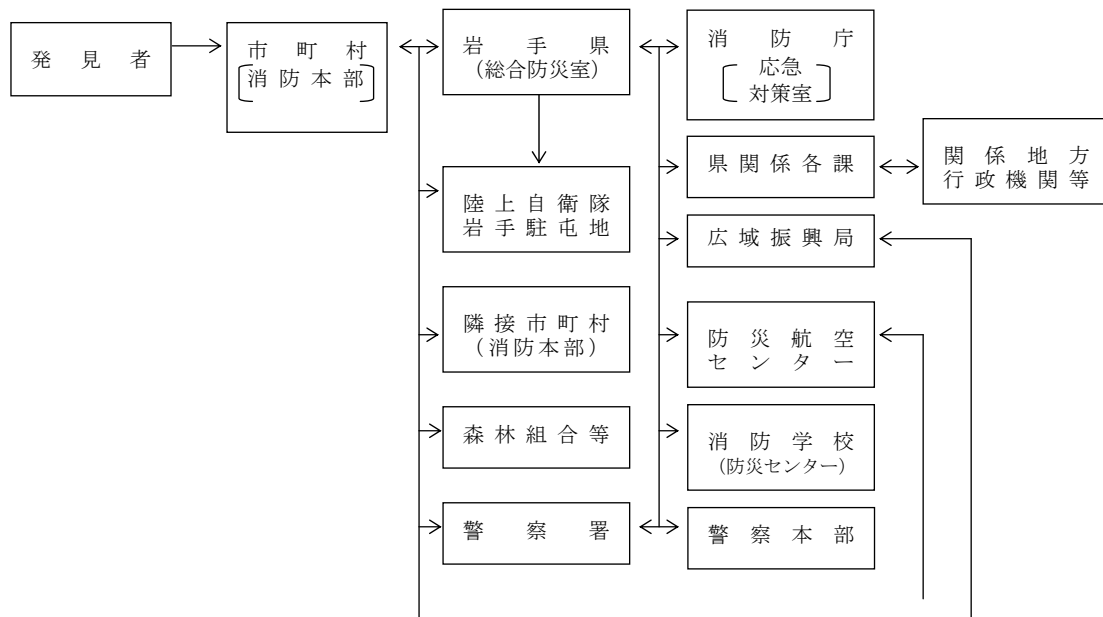 発見者
市町村
消防本部
岩手県
(総合防災室)
消防庁
応急
対策室
県関係各課
関係地方
行政機関等
陸上自衛隊
岩手駐屯地
広域振興局
隣接市町村
(消防本部)
防災航空
センター
森林組合等
消防学校
(防災センター)
警察署
警察本部